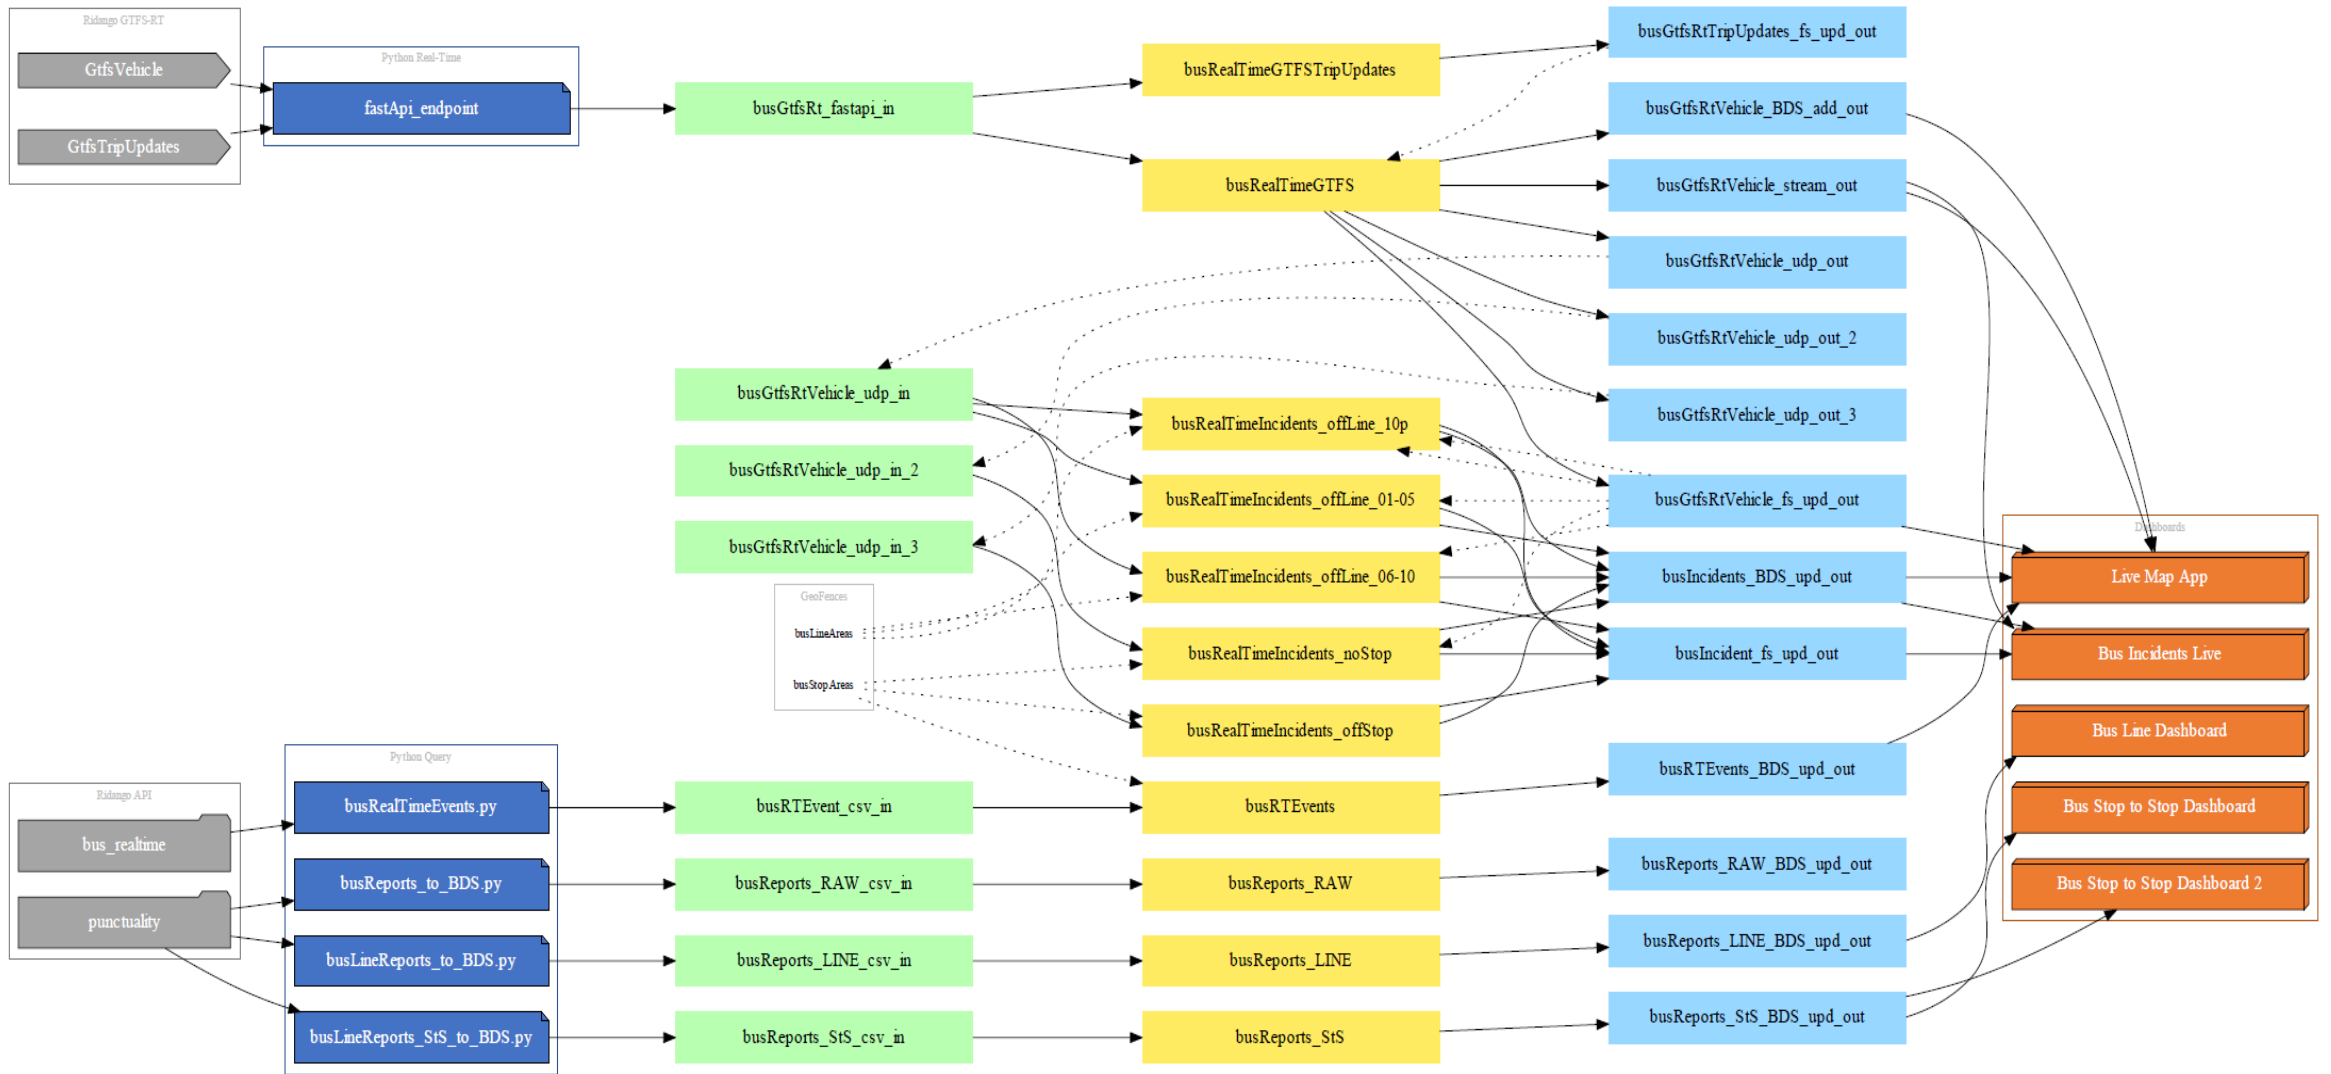 Ridango GTFS-RT
GtfsVehicle
GtfsTripUpdates
Python Real-Time
fastApi_endpoint
busGtfsRt_fastapi_in
busRealTimeGTFSTripUpdates
busRealTimeGTFS
busGtfsRtTripUpdates_fs_upd_out
busGtfsRtVehicle_BDS_add_out
busGtfsRtVehicle_stream_out
busGtfsRtVehicle_udp_out
busGtfsRtVehicle_udp_out_2
busGtfsRtVehicle_udp_out_3
busGtfsRtVehicle_udp_in
busGtfsRtVehicle_udp_in_2
busGtfsRtVehicle_udp_in_3
GeoFences
busLineAreas
busStopAreas
busRealTimeIncidents_offLine_10p
busRealTimeIncidents_offLine_01-05
busRealTimeIncidents_offLine_06-10
busRealTimeIncidents_noStop
busRealTimeIncidents_offStop
busGtfsRtVehicle_fs_upd_out
busIncidents_BDS_upd_out
busIncident_fs_upd_out
busRTEvents_BDS_upd_out
Dashboards
Live Map App
Bus Incidents Live
Bus Line Dashboard
Bus Stop to Stop Dashboard
Bus Stop to Stop Dashboard 2
Ridango API
bus_realtime
punctuality
Python Query
busRealTimeEvents.py
busReports_to_BDS.py
busLineReports_to_BDS.py
busLineReports_StS_to_BDS.py
busRTEvent_csv_in
busReports_RAW_csv_in
busReports_LINE_csv_in
busReports_StS_csv_in
busRTEvents
busReports_RAW
busReports_LINE
busReports_StS
busReports_RAW_BDS_upd_out
busReports_LINE_BDS_upd_out
busReports_StS_BDS_upd_out